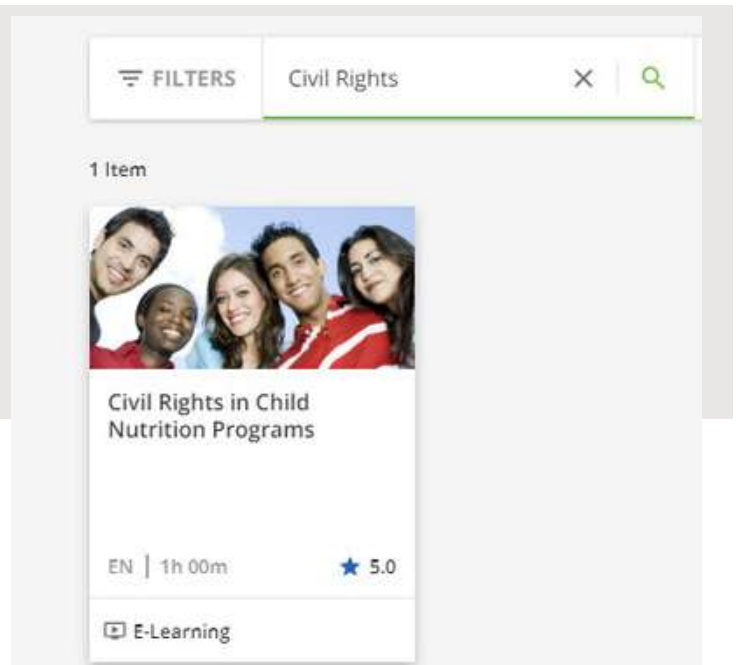 FILTERS Civil Rights
1 Item
Civil Rights in Child
Nutrition Programs
EN | 1h 00m 5.0
E-Learning